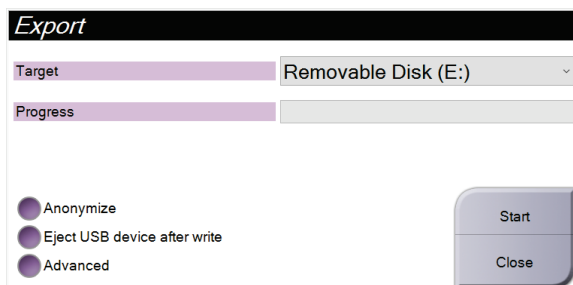 Export
Target
Removable Disk (E:)
Progress
Anonymize
Eject USB device after write
Advanced
Start
Close